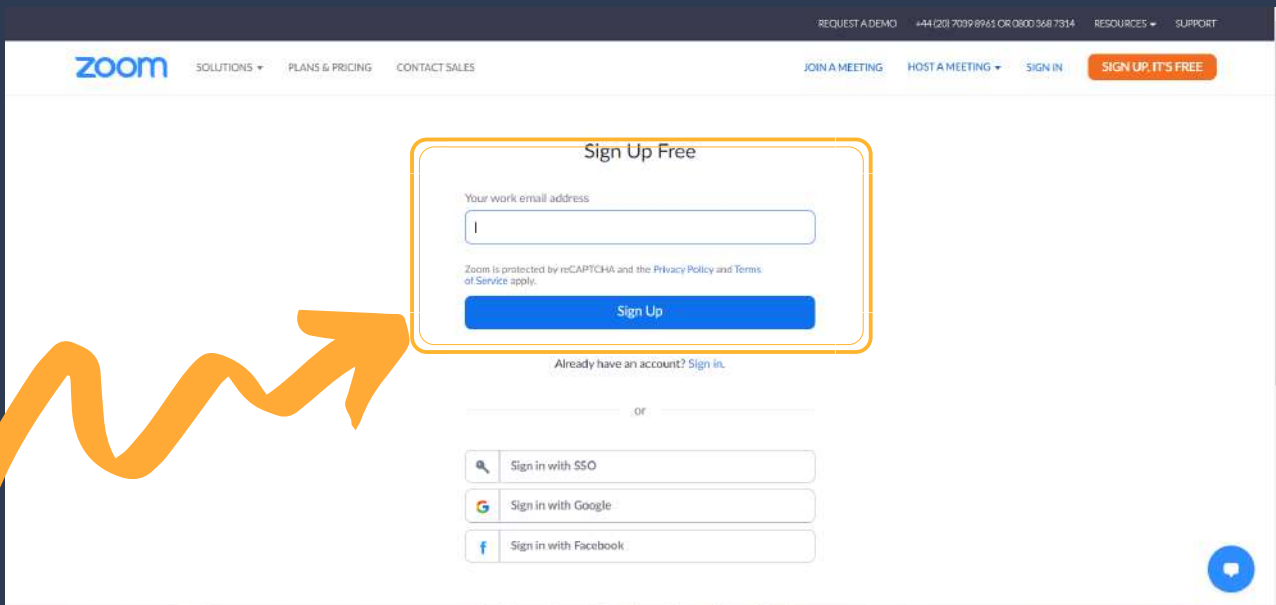 REQUEST A DEMO +44 (20) 7039 8961 OR 0800 368 7314 RESOURCES SUPPORT
zoom SOLUTIONS PLANS & PRICING CONTACT SALES JOIN A MEETING HOST A MEETING SIGN IN SIGN UP, IT'S FREE
Sign Up Free
Your work email address
Zoom is protected by reCAPTCHA and the Privacy Policy and Terms
of Service apply.
Sign Up
Already have an account? Sign in.
or
Sign in with SSO
Sign in with Google
Sign in with Facebook